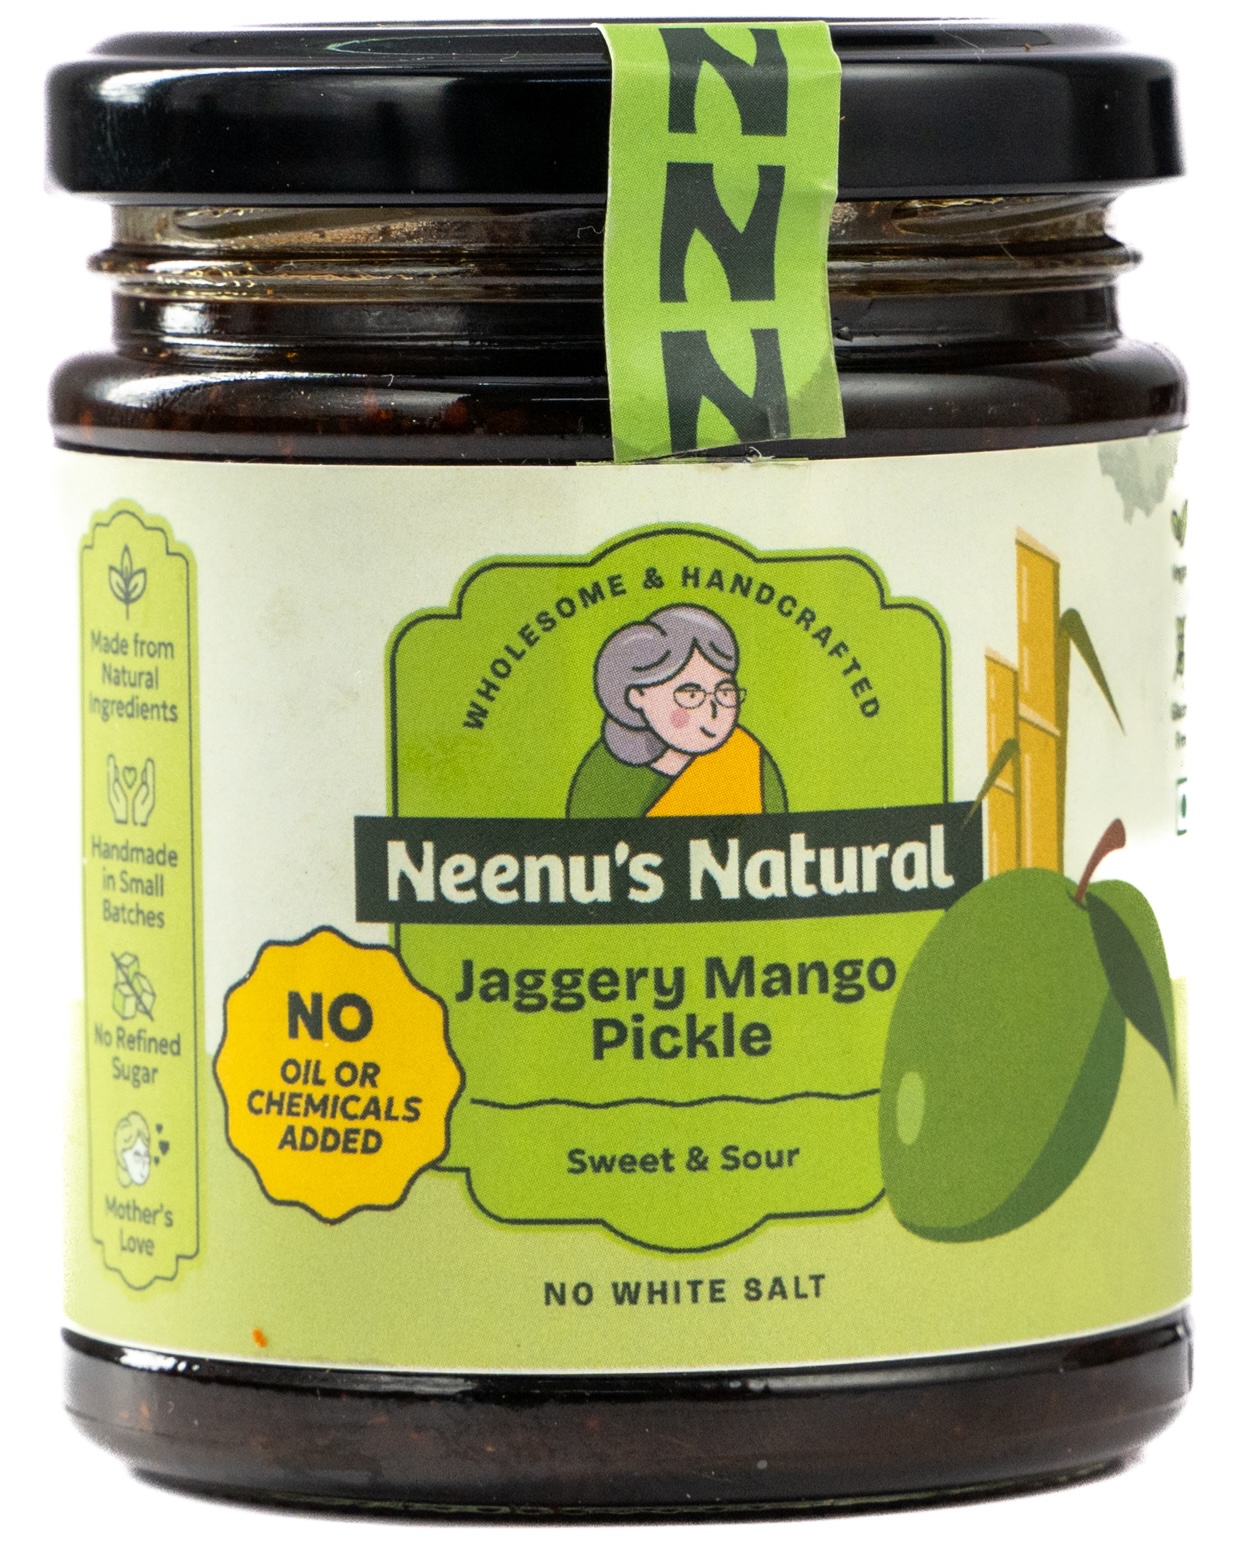 N
N
N
WHOLESOME & HANDCRAFTED
Neenu's Natural
Jaggery Mango
Pickle
Sweet & Sour
NO WHITE SALT
NO
OIL OR
CHEMICALS
ADDED
Made from
Natural
Ingredients
Handmade
in Small
Batches
No Refined
Sugar
Mother's
Love